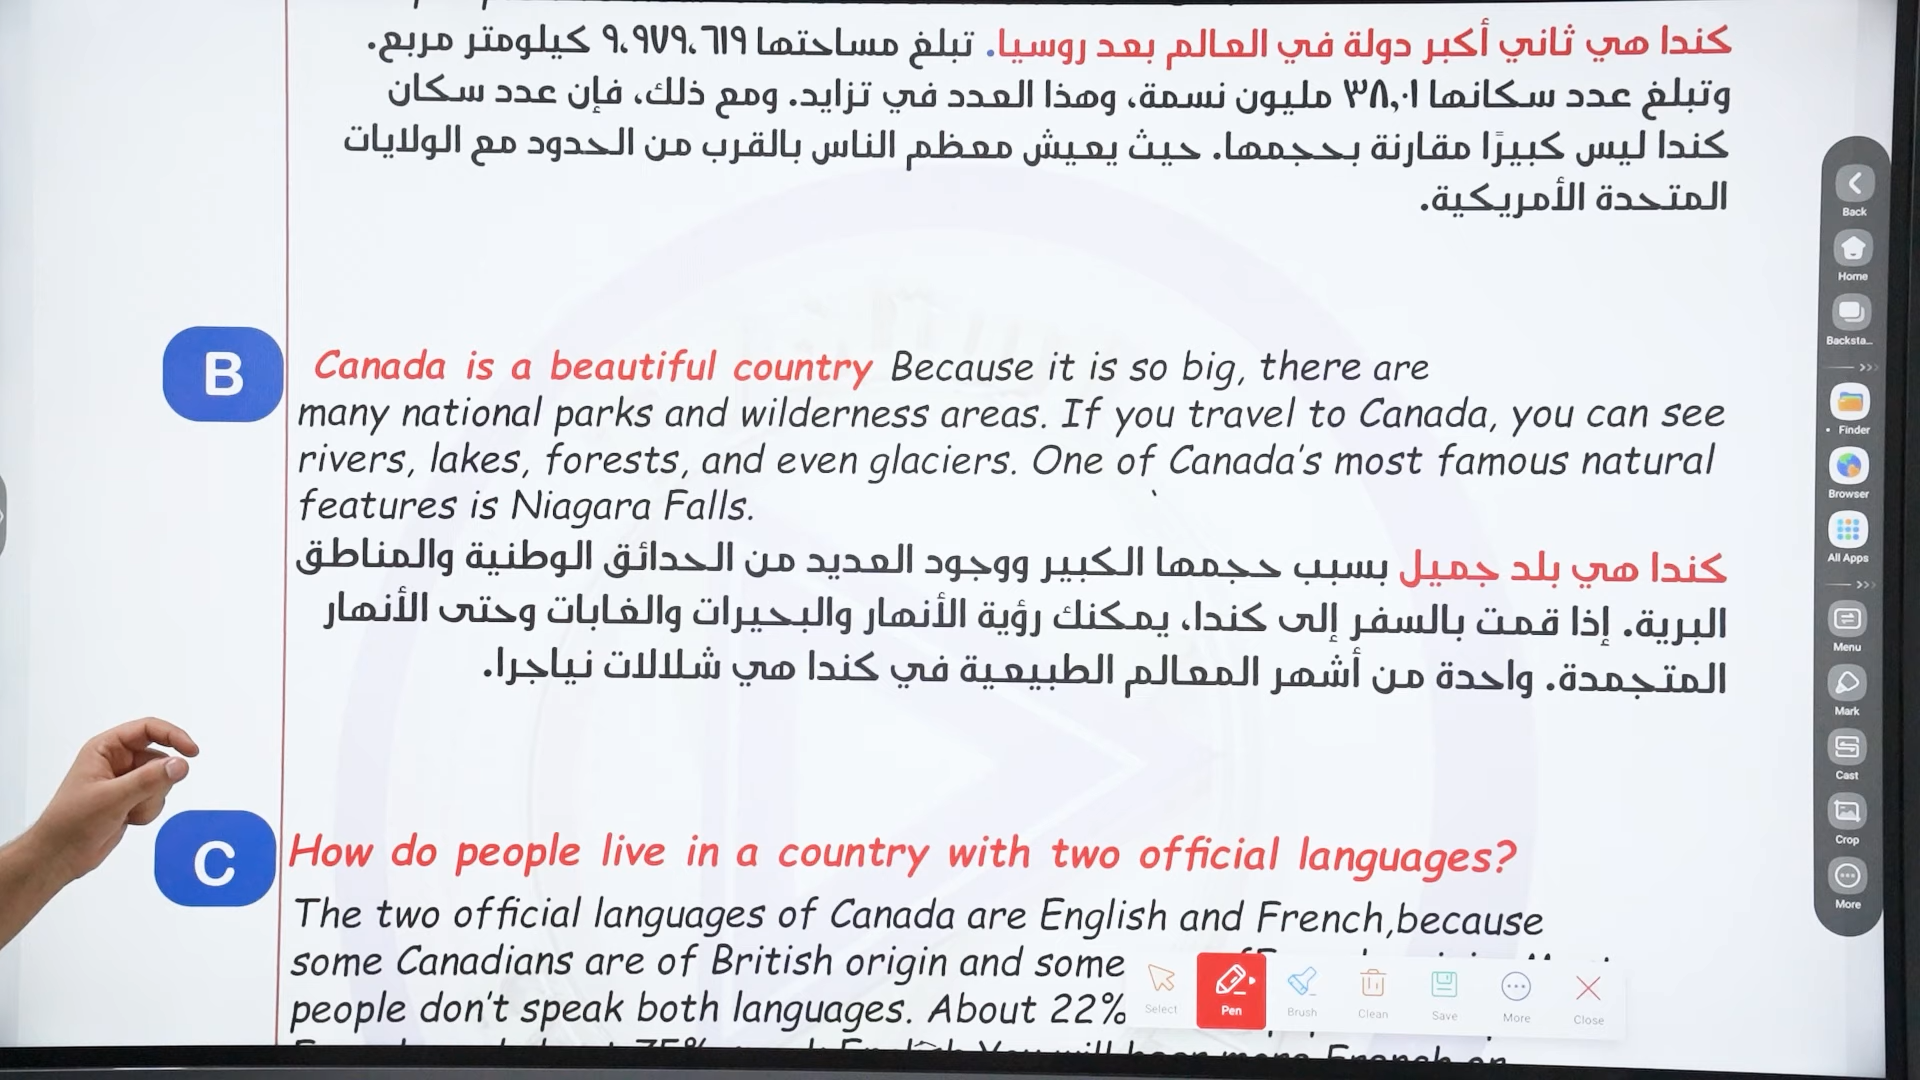 كندا هي ثاني أكبر دولة في العالم بعد روسيا. تبلغ مساحتها ٩،٩٧٩،٦١٩ كيلومتر مربع.
وتبلغ عدد سكانها ٣٨,٠١ مليون نسمة، وهذا العدد في تزايد. ومع ذلك، فإن عدد سكان
كندا ليس كبيرًا مقارنة بحجمها. حيث يعيش معظم الناس بالقرب من الحدود مع الولايات
المتحدة الأمريكية.
B
Canada is a beautiful country Because it is so big, there are
many national parks and wilderness areas. If you travel to Canada, you can see
rivers, lakes, forests, and even glaciers. One of Canada's most famous natural
features is Niagara Falls.
كندا هي بلد جميل بسبب حجمها الكبير ووجود العديد من الحدائق الوطنية والمناطق
البرية. إذا قمت بالسفر إلى كندا، يمكنك رؤية الأنهار والبحيرات والغابات وحتى الأنهار
المتجمدة. واحدة من أشهر المعالم الطبيعية في كندا هي شلالات نياجرا.
C
How do people live in a country with two official languages?
The two official languages of Canada are English and French,because
some Canadians are of British origin and some
people don't speak both languages. About 22%
Back
Home
Backsta...
Finder
Browser
All Apps
Menu
Mark
Cast
Crop
More
Select
Pen
Brush
Clean
Save
More
Close